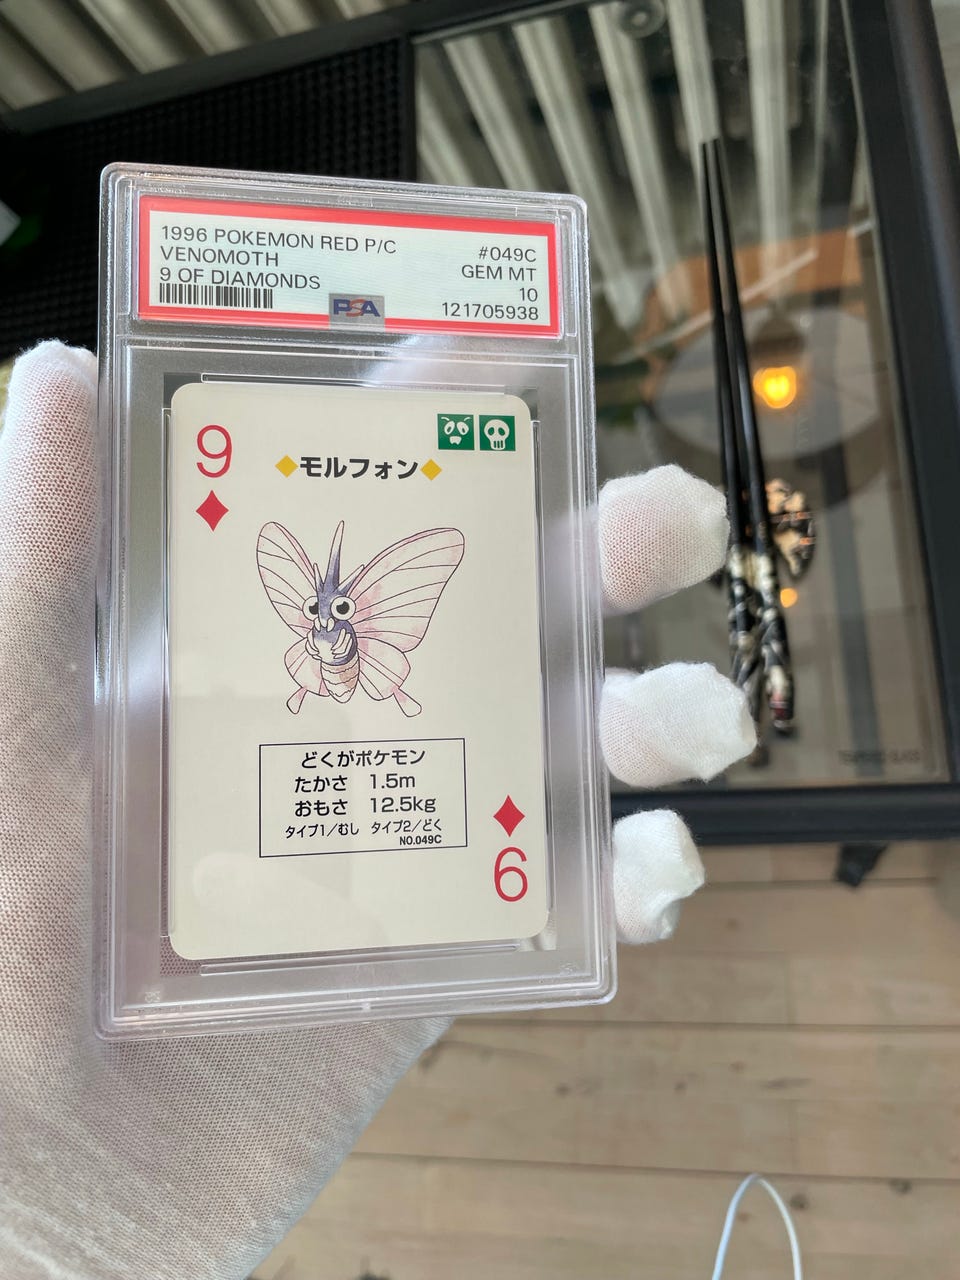 1996 POKEMON RED P/C #049C
VENOMOTH GEM MT
9 OF DIAMONDS 10
PSA 121705938
9
◆モルフォン◆
どくがポケモン
たかさ 1.5m
おもさ 12.5kg
タイプ1/むし タイプ2/どく
NO.049C
9